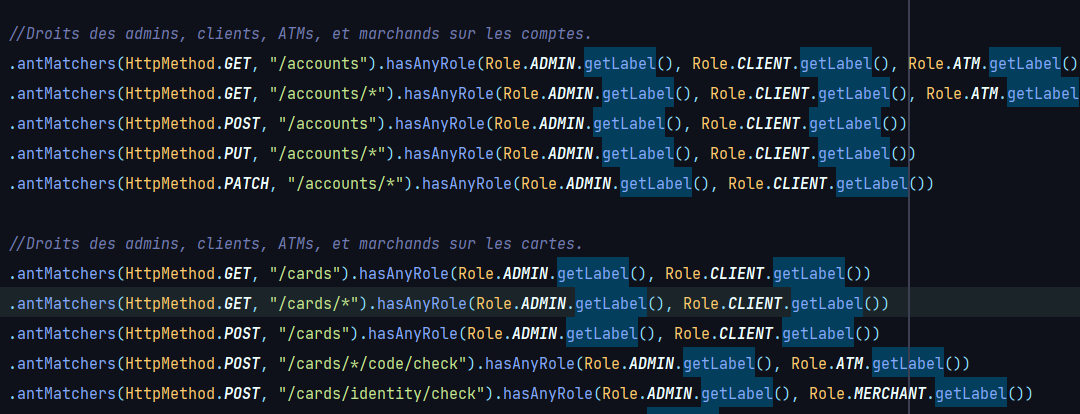 //Droits des admins, clients, ATMs, et marchands sur les comptes.
.antMatchers(HttpMethod.GET, "/accounts").hasAnyRole(Role.ADMIN.getLabel(), Role.CLIENT.getLabel(), Role.ATM.getLabel()
.antMatchers(HttpMethod.GET, "/accounts/*").hasAnyRole(Role.ADMIN.getLabel(), Role.CLIENT.getLabel(), Role.ATM.getLabel
.antMatchers(HttpMethod.POST, "/accounts").hasAnyRole(Role.ADMIN.getLabel(), Role.CLIENT.getLabel())
.antMatchers(HttpMethod.PUT, "/accounts/*").hasAnyRole(Role.ADMIN.getLabel(), Role.CLIENT.getLabel())
.antMatchers(HttpMethod.PATCH, "/accounts/*").hasAnyRole(Role.ADMIN.getLabel(), Role.CLIENT.getLabel())
//Droits des admins, clients, ATMs, et marchands sur les cartes.
.antMatchers(HttpMethod.GET, "/cards").hasAnyRole(Role.ADMIN.getLabel(), Role.CLIENT.getLabel())
.antMatchers(HttpMethod.GET, "/cards/*").hasAnyRole(Role.ADMIN.getLabel(), Role.CLIENT.getLabel())
.antMatchers(HttpMethod.POST, "/cards").hasAnyRole(Role.ADMIN.getLabel(), Role.CLIENT.getLabel())
.antMatchers(HttpMethod.POST, "/cards/*/code/check").hasAnyRole(Role.ADMIN.getLabel(), Role.ATM.getLabel())
.antMatchers(HttpMethod.POST, "/cards/identity/check").hasAnyRole(Role.ADMIN.getLabel(), Role.MERCHANT.getLabel())